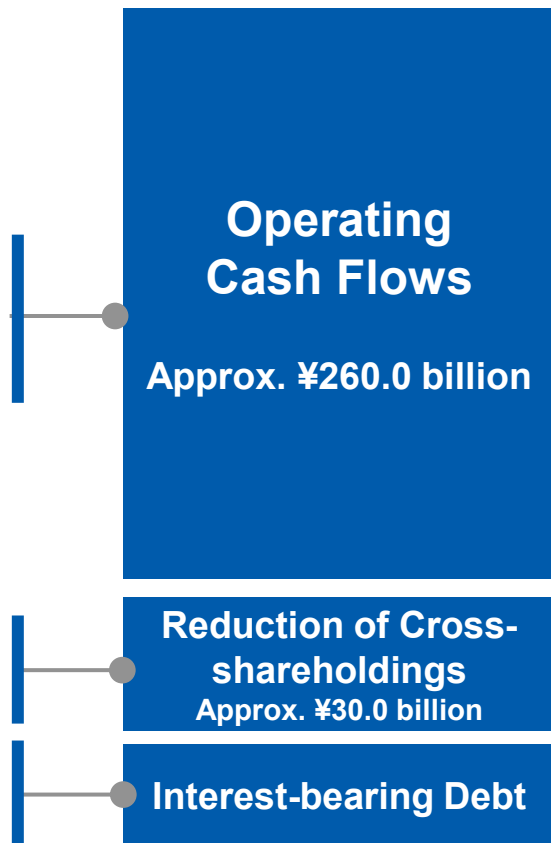 Operating
Cash Flows
Approx. ¥260.0 billion
Reduction of Cross-
shareholdings
Approx. ¥30.0 billion
Interest-bearing Debt